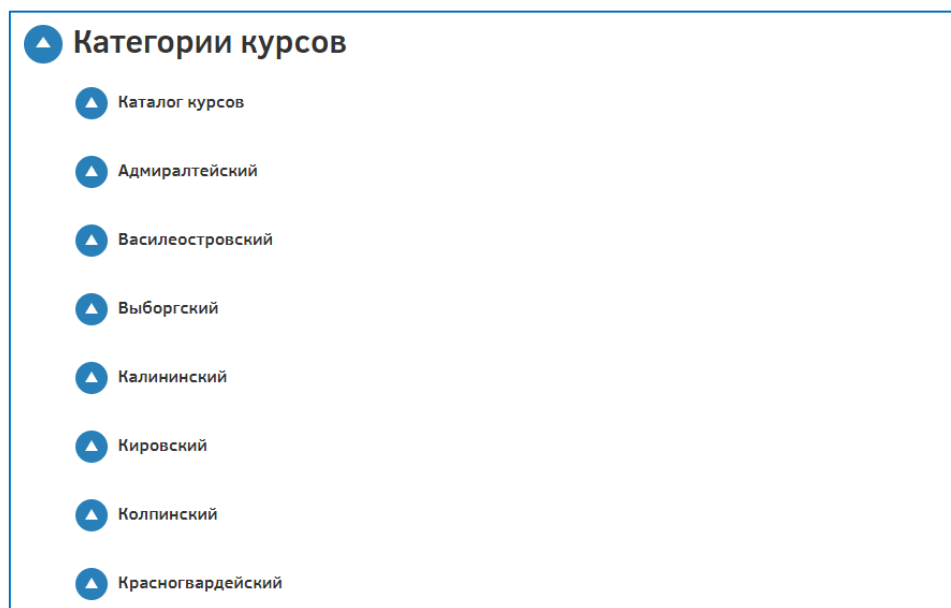 Категории курсов
Каталог курсов
Адмиралтейский
Василеостровский
Выборгский
Калининский
Кировский
Колпинский
Красногвардейский